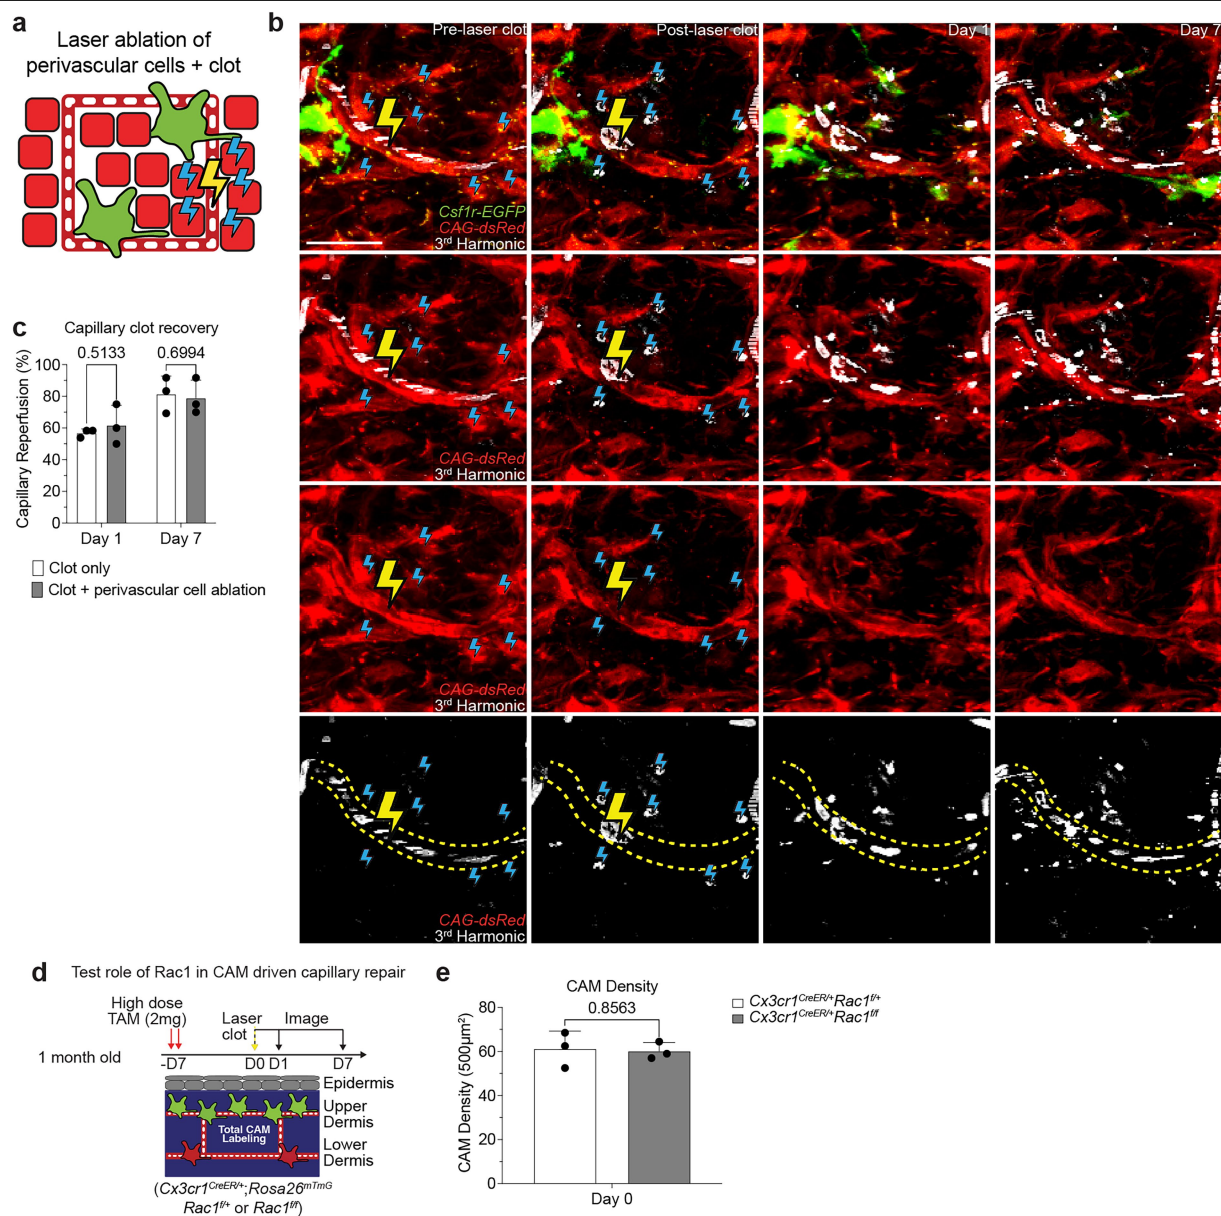 a
Laser ablation of
perivascular cells + clot
b
Pre-laser clot
Post-laser clot
Day 1
Day 7
Csf1r-EGFP
CAG-dsRed
3rd Harmonic
CAG-dsRed
3rd Harmonic
CAG-dsRed
3rd Harmonic
CAG-dsRed
3rd Harmonic
c
Capillary clot recovery
0.5133
0.6994
Capillary Reperfusion (%)
100
80
60
40
20
0
Day 1
Day 7
Clot only
Clot + perivascular cell ablation
d
Test role of Rac1 in CAM driven capillary repair
High dose
TAM (2mg)
Laser
clot
Image
1 month old
-D7
D0
D1
D7
Epidermis
Upper
Dermis
Total CAM
Labeling
Lower
Dermis
(Cx3cr1CreER/+;Rosa26mTmG
Rac1f/+ or Rac1f/f)
e
CAM Density
0.8563
CAM Density (500µm²)
80
60
40
20
0
Day 0
Cx3cr1CreER/+Rac1f/+
Cx3cr1CreER/+Rac1f/f